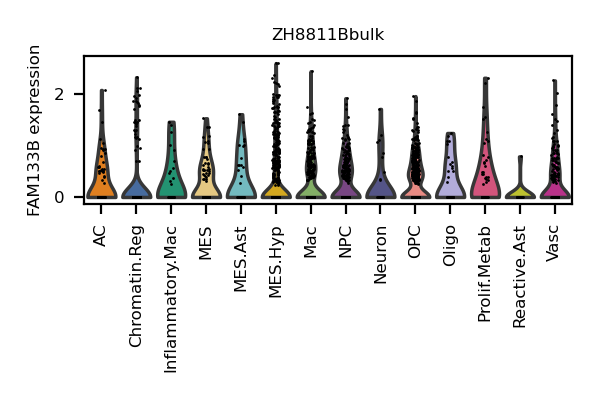 ZH8811Bbulk
FAM133B expression
2
0
AC
Chromatin.Reg
Inflammatory.Mac
MES
MES.Ast
MES.Hyp
Mac
NPC
Neuron
OPC
Oligo
Prolif.Metab
Reactive.Ast
Vasc